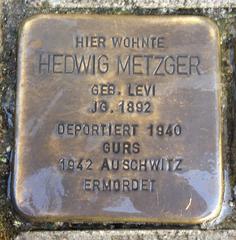 HIER WOHNTE
HEDWIG METZGER
GEB. LEVI
JG. 1892
DEPORTIERT 1940
GURS
1942 AUSCHWITZ
ERMORDET